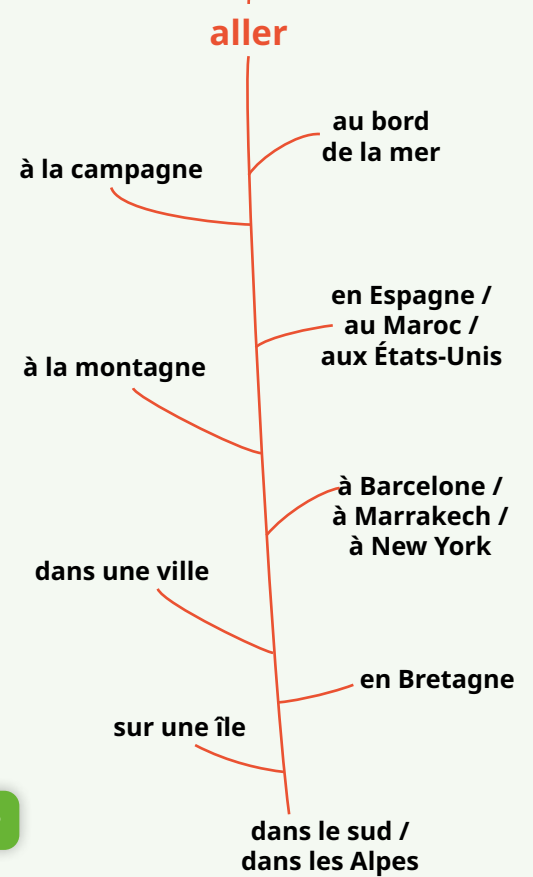 aller
au bord
de la mer
à la campagne
en Espagne /
au Maroc /
aux États-Unis
à la montagne
à Barcelone /
à Marrakech /
à New York
dans une ville
en Bretagne
sur une île
dans le sud /
dans les Alpes